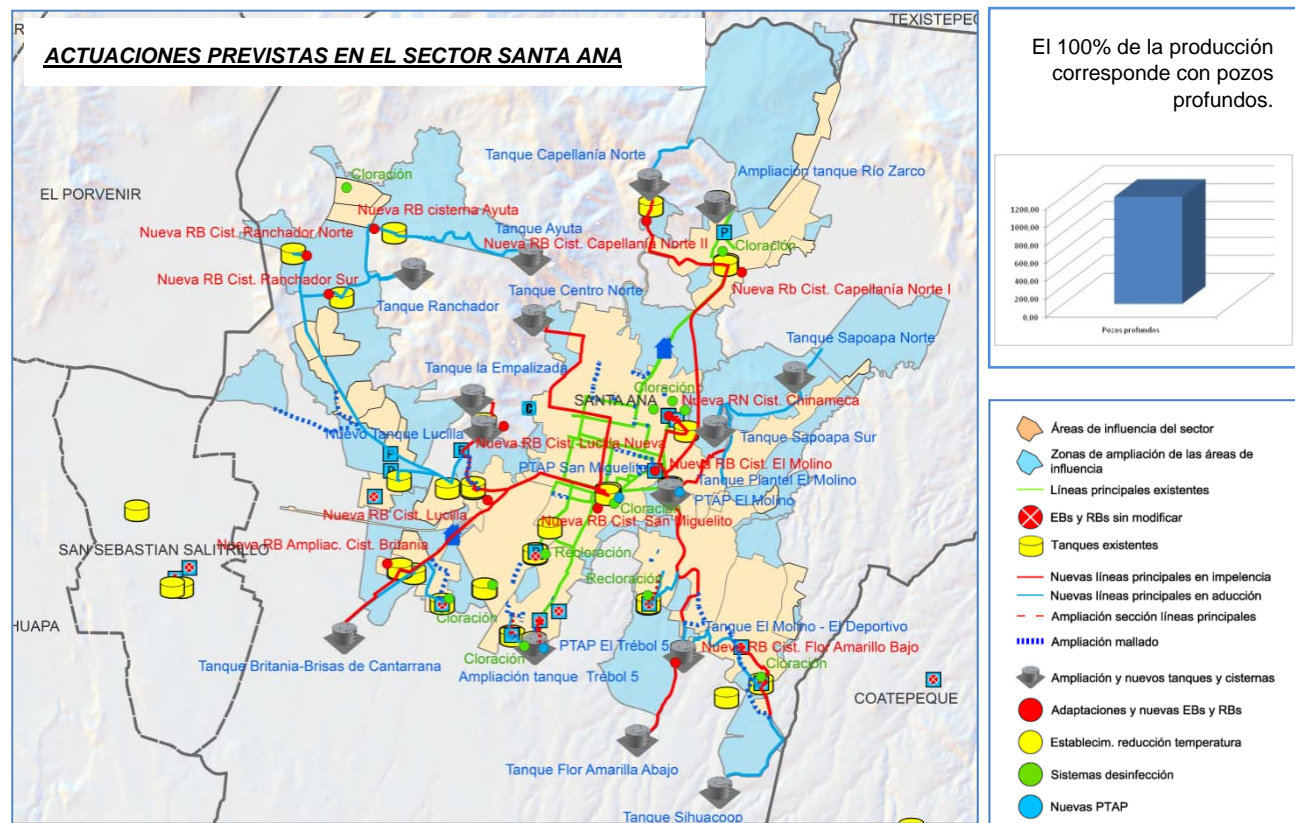 ACTUACIONES PREVISTAS EN EL SECTOR SANTA ANA
TEXISTEPEC
EL PORVENIR
Cloración
Tanque Capellanía Norte
Ampliación tanque Río Zarco
Nueva RB cisterna Ayuta
Nueva RB Cist. Ranchador Norte
Tanque Ayuta
Nueva RB Cist. Capellanía Norte II
P
Cloración
Nueva RB Cist. Ranchador Sur
Tanque Ranchador
Tanque Centro Norte
Nueva Rb Cist. Capellanía Norte I
Tanque Sapoapa Norte
Tanque la Empalizada
Cloración
SANTA ANA
Nueva RN Cist. Chinameca
C
Nuevo Tanque Lucilla
Nueva RB Cist. Lucilla Nueva
Tanque Sapoapa Sur
P
P
P
PTAP San Miguelito
Nueva RB Cist. El Molino
Tanque Plantel El Molino
PTAP El Molino
Cloración
Nueva RB Cist. Lucilla
Nueva RB Cist. San Miguelito
SAN SEBASTIAN SALITRILLO
Nueva RB Ampliac. Cist. Britania
Recloración
Recloración
HUAPA
Cloración
Tanque El Molino - El Deportivo
PTAP El Trébol 5
Nueva RB Cist. Flor Amarillo Bajo
Tanque Britania-Brisas de Cantarrana
Cloración
Ampliación tanque Trébol 5
Cloración
COATEPEQUE
Tanque Flor Amarilla Abajo
Tanque Sihuacoop
El 100% de la producción
corresponde con pozos
profundos.
1200,00
1000,00
800,00
600,00
400,00
200,00
0,00
Pozos profundos
Áreas de influencia del sector
Zonas de ampliación de las áreas de
influencia
Líneas principales existentes
EBs y RBs sin modificar
Tanques existentes
Nuevas líneas principales en impelencia
Nuevas líneas principales en aducción
Ampliación sección líneas principales
Ampliación mallado
Ampliación y nuevos tanques y cisternas
Adaptaciones y nuevas EBs y RBs
Establecim. reducción temperatura
Sistemas desinfección
Nuevas PTAP